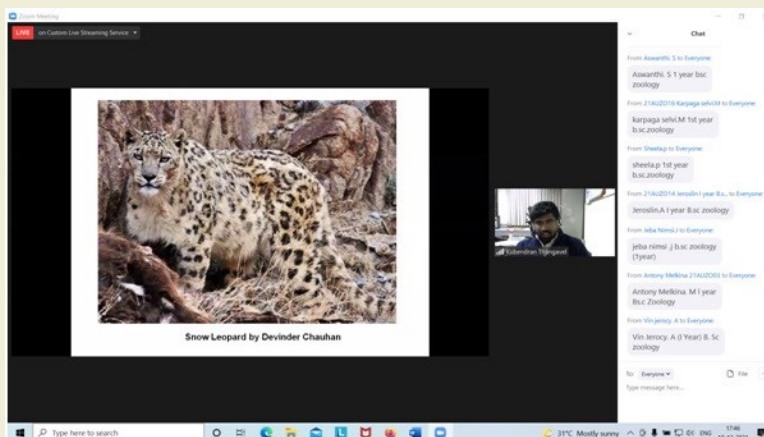 Zoom Meeting
LIVE on Custom Live Streaming Service
Snow Leopard by Devinder Chauhan
Kubendran Thangavel
Chat
From Aswanthi. S to Everyone:
Aswanthi. S 1 year bsc
zoology
From 21AUZO16 Karpaga selvi.M to Everyone:
karpaga selvi.M 1st year
b.sc.zoology
From Sheela.p to Everyone:
sheela.p 1st year
b.sc.zoology
From 21AUZO14 Jeroslin I year B.s... to Everyone:
Jeroslin.A I year B.sc zoology
From Jeba Nimsi.J to Everyone:
jeba nimsi .j b.sc zoology
(1year)
From Antony Melkina 21AUZO03 to Everyone:
Antony Melkina. M I year
Bs.c Zoology
From Vin jerocy. A to Everyone:
Vin Jerocy. A (I Year) B. Sc
zoology
To: Everyone
File
Type message here...
Type here to search
31°C Mostly sunny
ENG
17:46